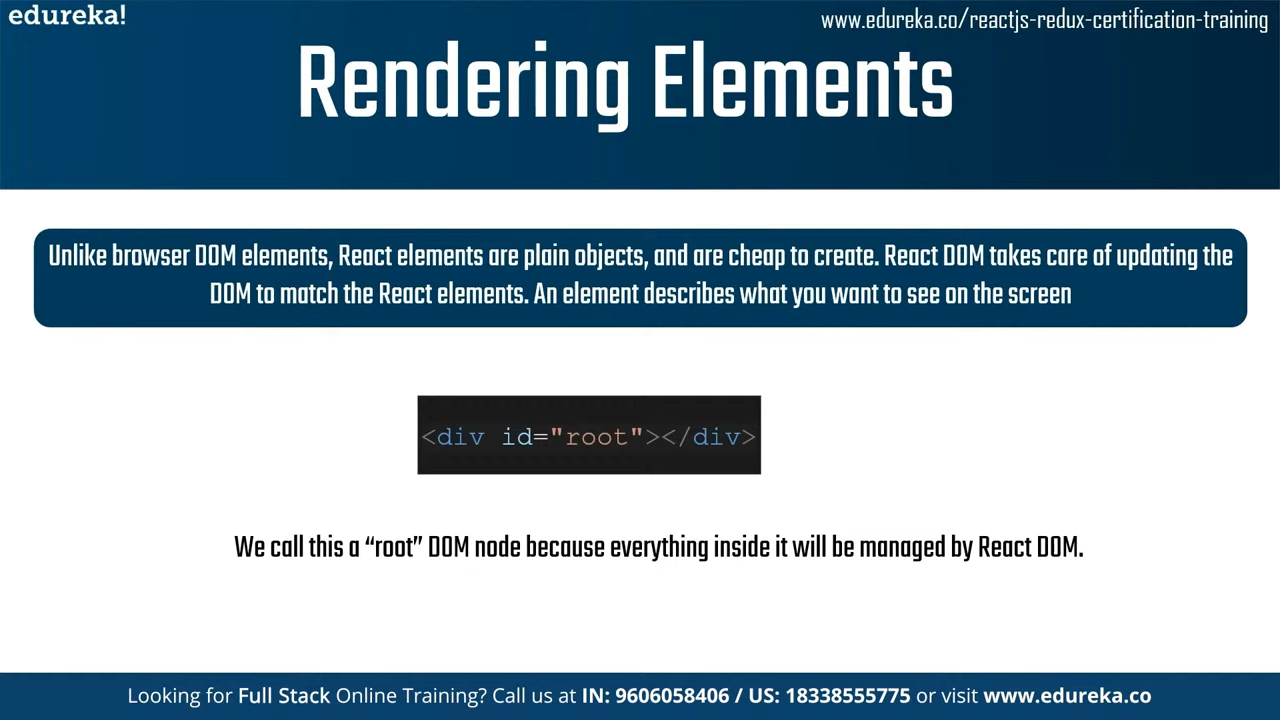 edureka!
www.edureka.co/reactjs-redux-certification-training
Rendering Elements
Unlike browser DOM elements, React elements are plain objects, and are cheap to create. React DOM takes care of updating the
DOM to match the React elements. An element describes what you want to see on the screen
<div id="root"></div>
We call this a “root” DOM node because everything inside it will be managed by React DOM.
Looking for Full Stack Online Training? Call us at IN: 9606058406 / US: 18338555775 or visit www.edureka.co